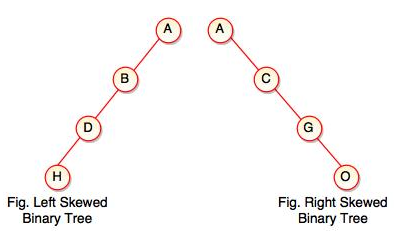 A
B
D
H
Fig. Left Skewed
Binary Tree
A
C
G
O
Fig. Right Skewed
Binary Tree